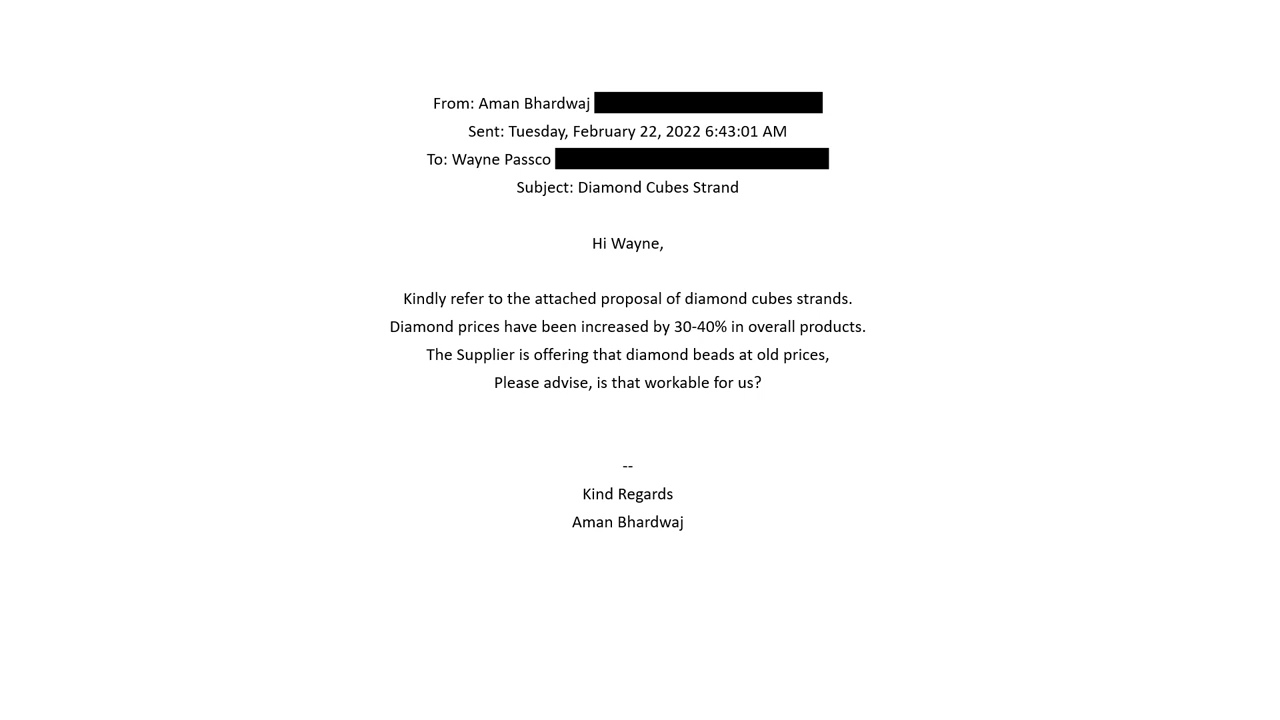 From: Aman Bhardwaj
Sent: Tuesday, February 22, 2022 6:43:01 AM
To: Wayne Passco
Subject: Diamond Cubes Strand
Hi Wayne,
Kindly refer to the attached proposal of diamond cubes strands.
Diamond prices have been increased by 30-40% in overall products.
The Supplier is offering that diamond beads at old prices,
Please advise, is that workable for us?
--
Kind Regards
Aman Bhardwaj